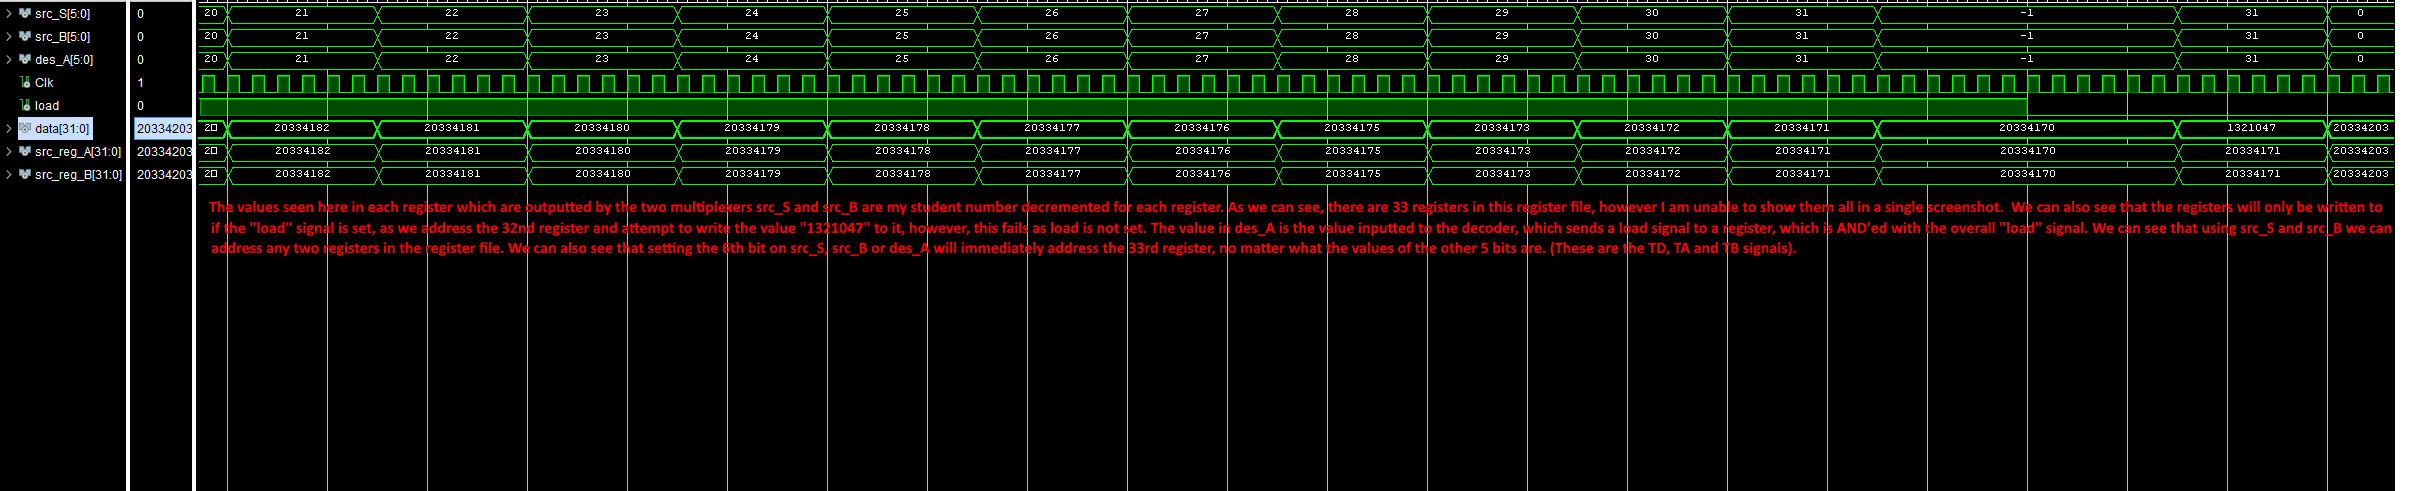 src_S[5:0] 0 20 21 22 23 24 25 26 27 28 29 30 31 -1 31 0
src_B[5:0] 0 20 21 22 23 24 25 26 27 28 29 30 31 -1 31 0
des_A[5:0] 0 20 21 22 23 24 25 26 27 28 29 30 31 -1 31 0
Clk 1
load 0
data[31:0] 20334203 20334182 20334181 20334180 20334179 20334178 20334177 20334176 20334175 20334173 20334172 20334171 20334170 1321047 20334203
src_reg_A[31:0] 20334203 20334182 20334181 20334180 20334179 20334178 20334177 20334176 20334175 20334173 20334172 20334171 20334170 20334171 20334203
src_reg_B[31:0] 20334203 20334182 20334181 20334180 20334179 20334178 20334177 20334176 20334175 20334173 20334172 20334171 20334170 20334171 20334203
The values seen here in each register which are outputted by the two multiplexers src_S and src_B are my student number decremented for each register. As we can see, there are 33 registers in this register file, however I am unable to show them all in a single screenshot. We can also see that the registers will only be written to
if the "load" signal is set, as we address the 32nd register and attempt to write the value "1321047" to it, however, this fails as load is not set. The value in des_A is the value inputted to the decoder, which sends a load signal to a register, which is AND'ed with the overall "load" signal. We can see that using src_S and src_B we can
address any two registers in the register file. We can also see that setting the 6th bit on src_S, src_B or des_A will immediately address the 33rd register, no matter what the values of the other 5 bits are. (These are the TD, TA and TB signals).